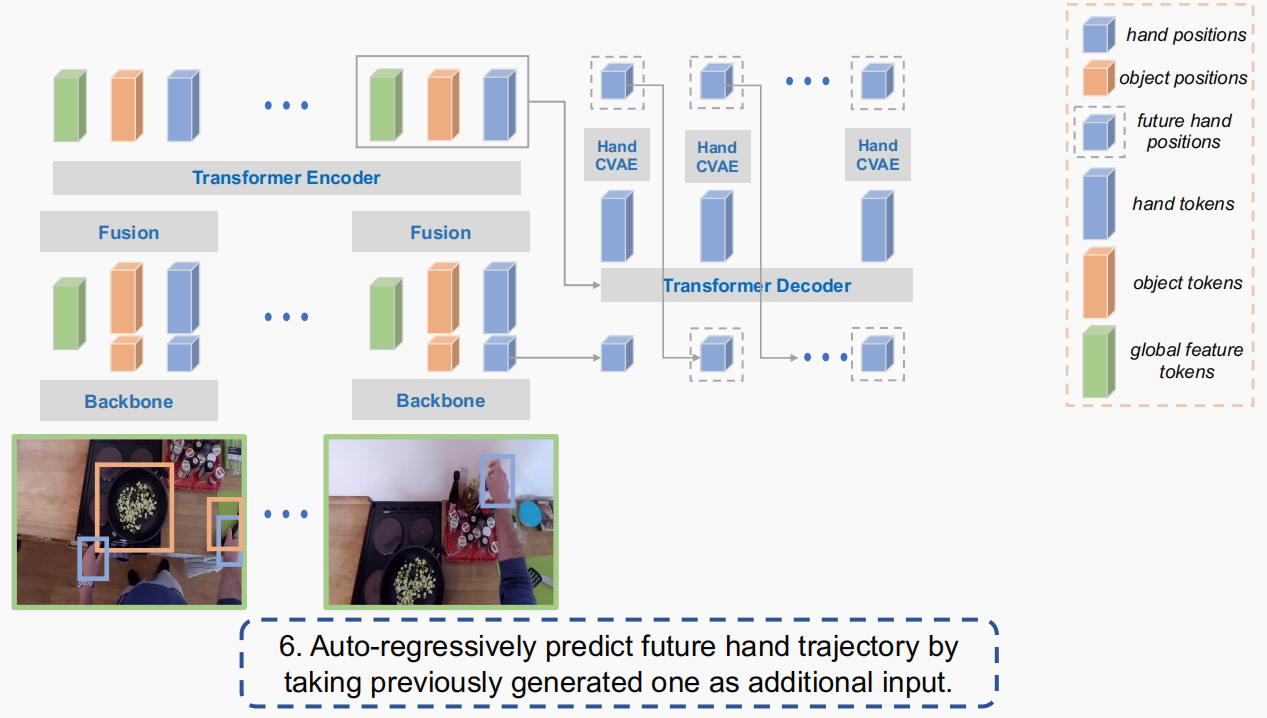 hand positions
object positions
future hand
positions
hand tokens
object tokens
global feature
tokens
Hand
CVAE
Hand
CVAE
Hand
CVAE
Transformer Encoder
Fusion
Fusion
Transformer Decoder
Backbone
Backbone
6. Auto-regressively predict future hand trajectory by
taking previously generated one as additional input.